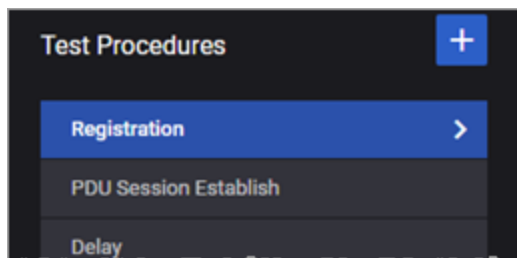 Test Procedures
Registration
PDU Session Establish
Delay